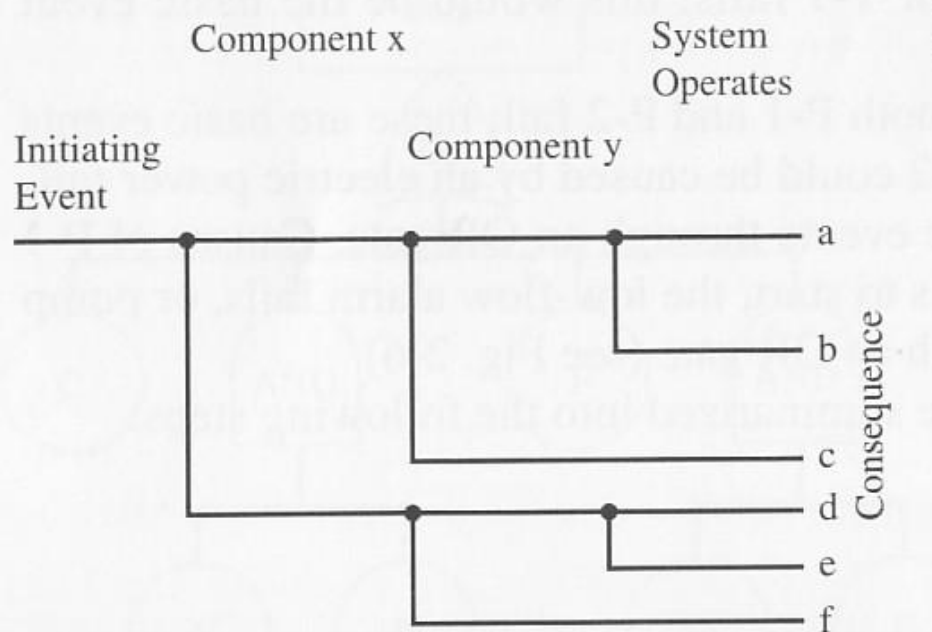 Component x
System
Operates
Initiating
Event
Component y
a
b
c
d
e
f
Consequence